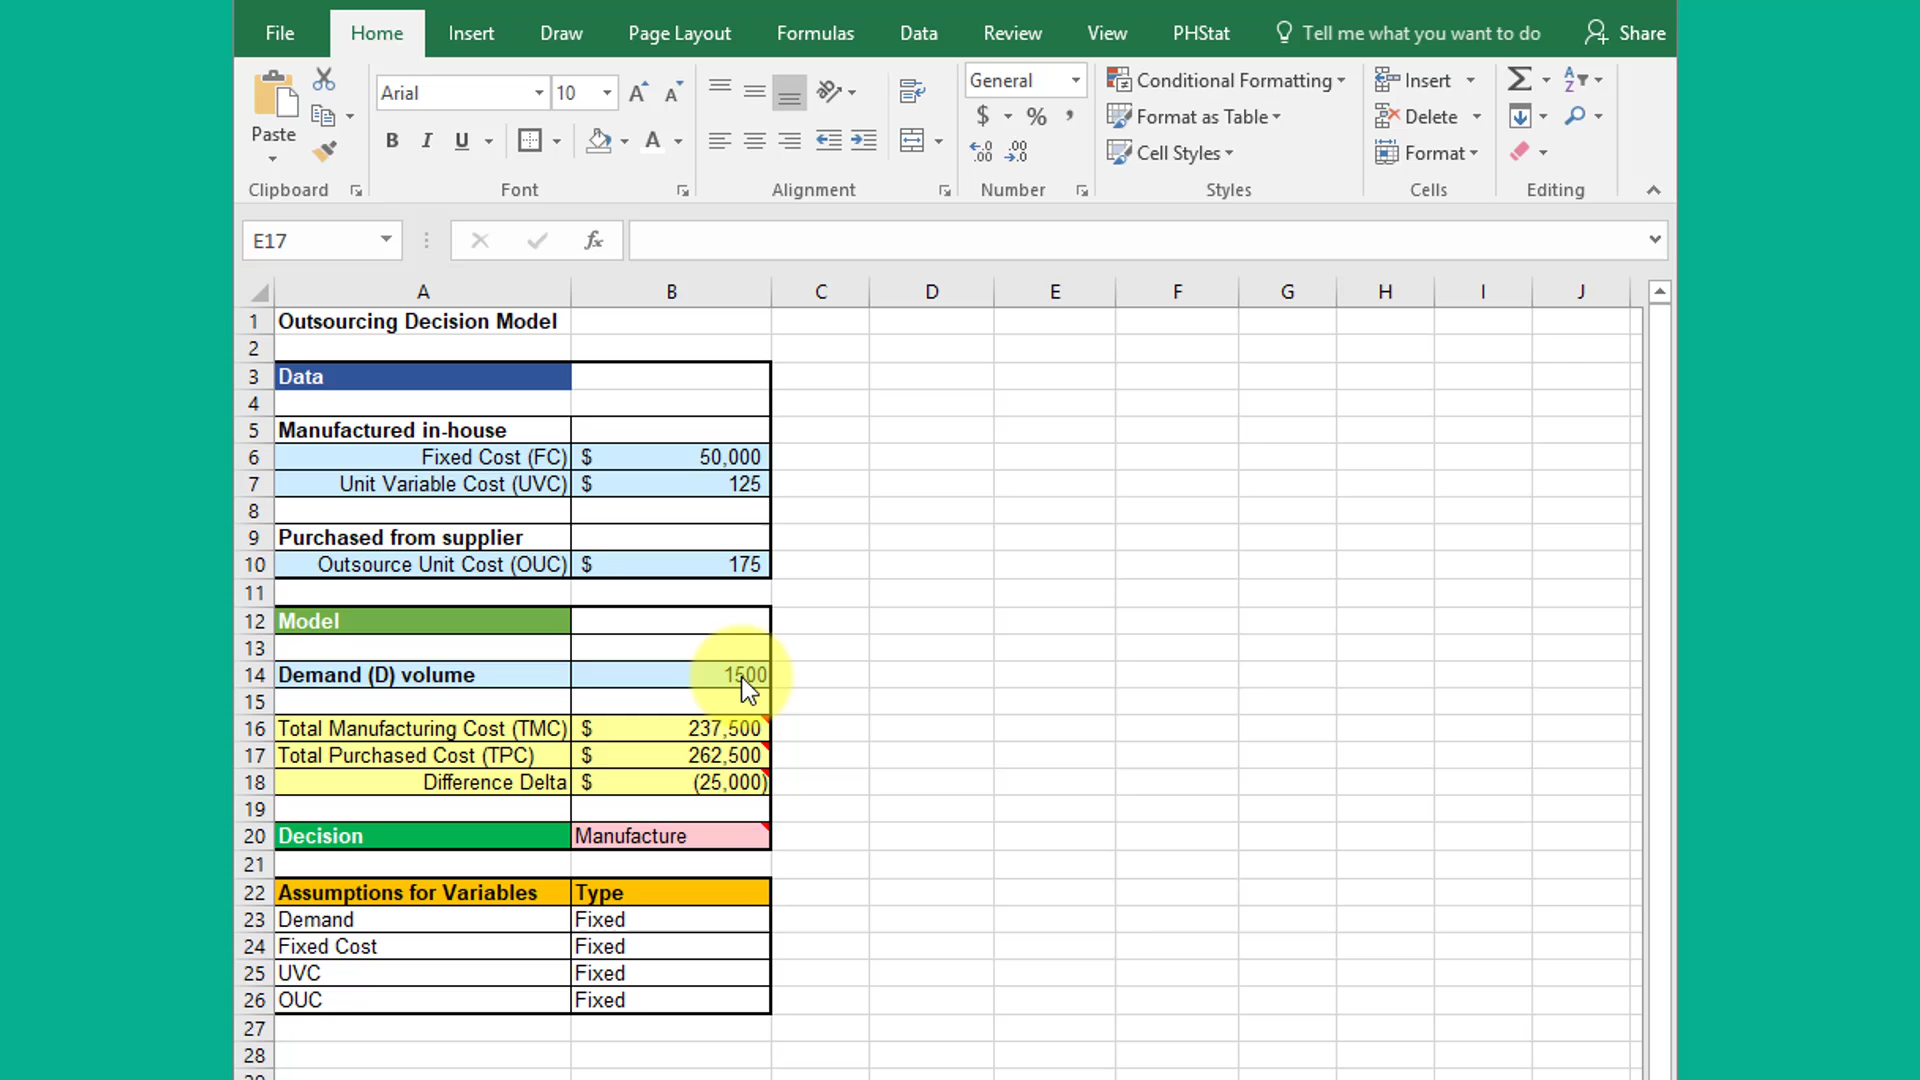 File Home Insert Draw Page Layout Formulas Data Review View PHStat Tell me what you want to do Share
Arial 10 General Conditional Formatting Insert
Paste $ % , Format as Table Delete
B I U A Cell Styles Format
Clipboard Font Alignment Number Styles Cells Editing
E17 fx
A B C D E F G H I J
1 Outsourcing Decision Model
2
3 Data
4
5 Manufactured in-house
6 Fixed Cost (FC) $ 50,000
7 Unit Variable Cost (UVC) $ 125
8
9 Purchased from supplier
10 Outsource Unit Cost (OUC) $ 175
11
12 Model
13
14 Demand (D) volume 1500
15
16 Total Manufacturing Cost (TMC) $ 237,500
17 Total Purchased Cost (TPC) $ 262,500
18 Difference Delta $ (25,000)
19
20 Decision Manufacture
21
22 Assumptions for Variables Type
23 Demand Fixed
24 Fixed Cost Fixed
25 UVC Fixed
26 OUC Fixed
27
28